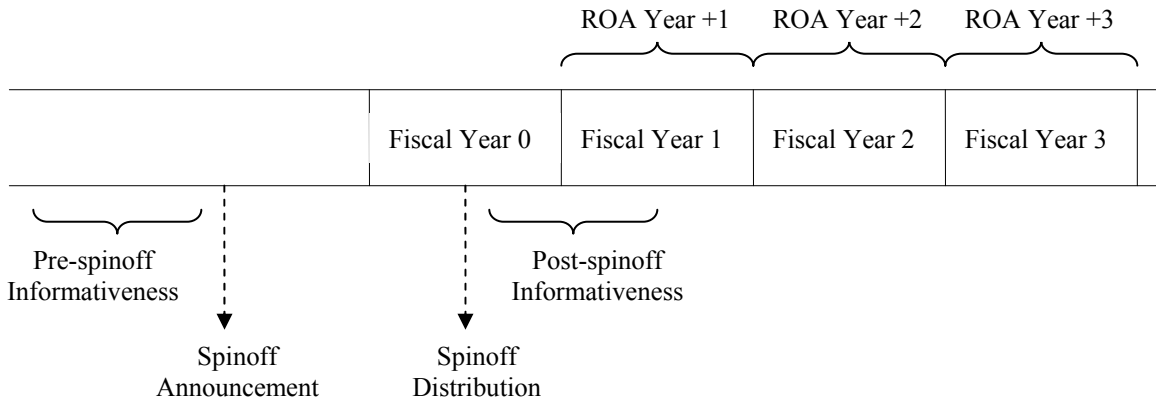 ROA Year +1 ROA Year +2 ROA Year +3
Fiscal Year 0 Fiscal Year 1 Fiscal Year 2 Fiscal Year 3
Pre-spinoff
Informativeness
Post-spinoff
Informativeness
Spinoff
Announcement
Spinoff
Distribution